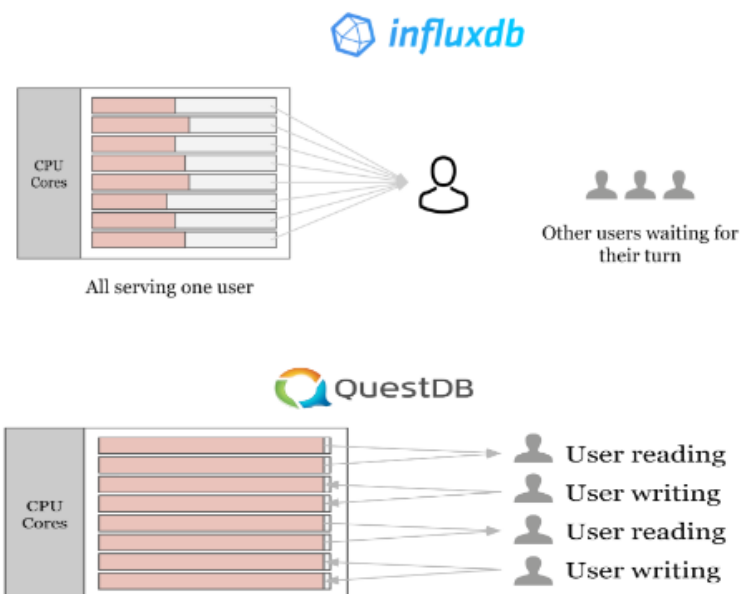 influxdb
CPU
Cores
Other users waiting for
their turn
All serving one user
QuestDB
User reading
User writing
CPU
Cores
User reading
User writing